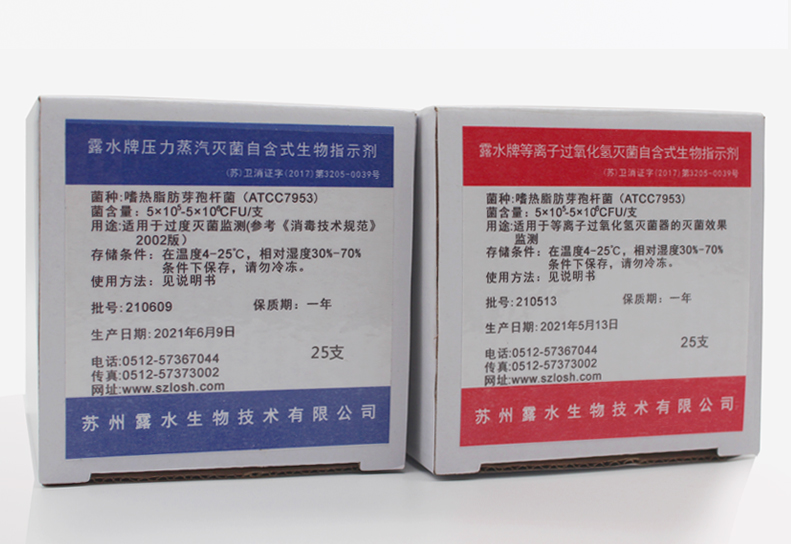 露水牌压力蒸汽灭菌自含式生物指示剂
(苏)卫消证字(2017)第3205-0039号
菌种:嗜热脂肪芽孢杆菌(ATCC7953)
菌含量: 5×10⁵-5×10⁶CFU/支
用途:适用于过度灭菌监测(参考《消毒技术规范》
2002版)
存储条件: 在温度4-25℃, 相对湿度30%-70%
条件下保存, 请勿冷冻。
使用方法: 见说明书
批号: 210609 保质期: 一年
生产日期: 2021年6月9日
25支
电话:0512-57367044
传真:0512-57373002
网址:www.szlosh.com
苏州露水生物技术有限公司
露水牌等离子过氧化氢灭菌自含式生物指示剂
(苏)卫消证字(2017)第3205-0039号
菌种:嗜热脂肪芽孢杆菌(ATCC7953)
菌含量: 5×10⁵-5×10⁶CFU/支
用途:适用于等离子过氧化氢灭菌器的灭菌效果
监测
存储条件: 在温度4-25℃, 相对湿度30%-70%
条件下保存, 请勿冷冻。
使用方法: 见说明书
批号: 210513 保质期: 一年
生产日期: 2021年5月13日
25支
电话:0512-57367044
传真:0512-57373002
网址:www.szlosh.com
苏州露水生物技术有限公司